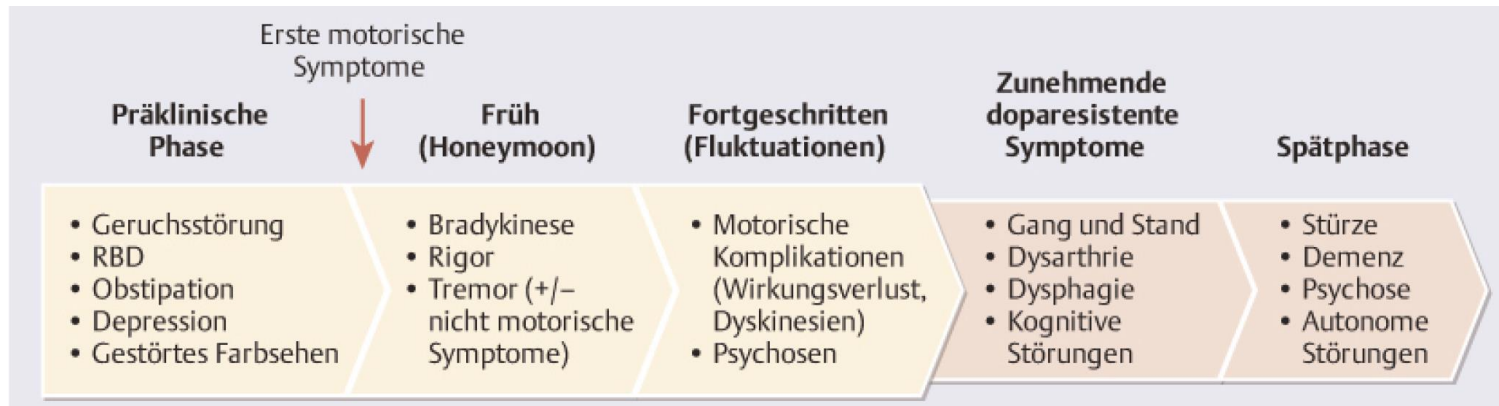 Erste motorische
Symptome
Präklinische
Phase
Früh
(Honeymoon)
Fortgeschritten
(Fluktuationen)
Zunehmende
doparesistente
Symptome
Spätphase
• Geruchsstörung
• RBD
• Obstipation
• Depression
• Gestörtes Farbsehen
• Bradykinese
• Rigor
• Tremor (+/–
nicht motorische
Symptome)
• Motorische
Komplikationen
(Wirkungsverlust,
Dyskinesien)
• Psychosen
• Gang und Stand
• Dysarthrie
• Dysphagie
• Kognitive
Störungen
• Stürze
• Demenz
• Psychose
• Autonome
Störungen